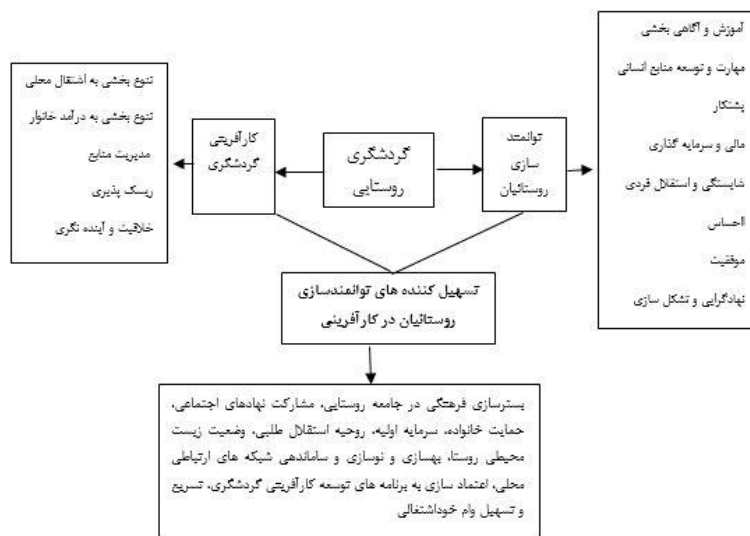 آموزش و آگاهی بخشی
مهارت و توسعه منابع انسانی
پشتکار
مالی و سرمایه گذاری
شایستگی و استقلال فردی
ااحساس
موفقیت
نهادگرایی و تشکل سازی
توانمند
سازی
روستائیان
گردشگری
روستایی
کارآفرینی
گردشگری
تنوع بخشی به اشتغال محلی
تنوع بخشی به درآمد خانوار
مدیریت منابع
ریسک پذیری
خلاقیت و آینده نگری
تسهیل کننده های توانمندسازی
روستائیان در کارآفرینی
بسترسازی فرهنگی در جامعه روستایی، مشارکت نهادهای اجتماعی،
حمایت خانواده، سرمایه اولیه، روحیه استقلال طلبی، وضعیت زیست
محیطی روستا، بهسازی و نوسازی و ساماندهی شبکه های ارتباطی
محلی، اعتماد سازی به برنامه های توسعه کارآفرینی گردشگری، تسریع
و تسهیل وام خوداشتغالی